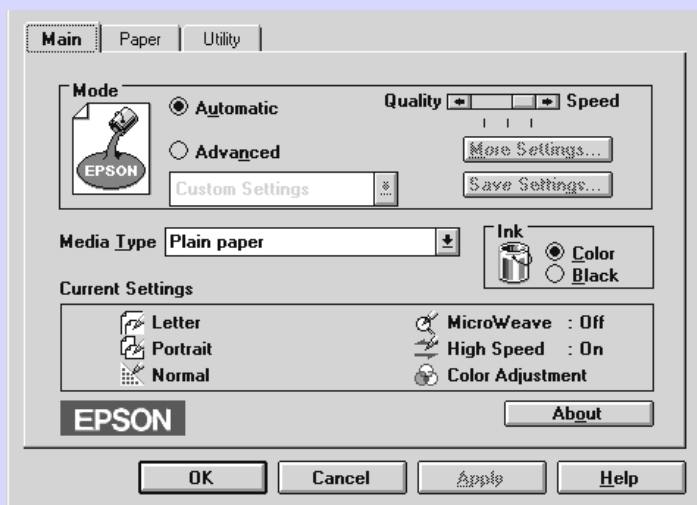 Main Paper Utility
Mode
Automatic
Quality Speed
Advanced
More Settings...
EPSON
Custom Settings
Save Settings...
Media Type Plain paper
Ink
Color
Black
Current Settings
Letter
MicroWeave : Off
Portrait
High Speed : On
Normal
Color Adjustment
EPSON
About
OK Cancel Apply Help